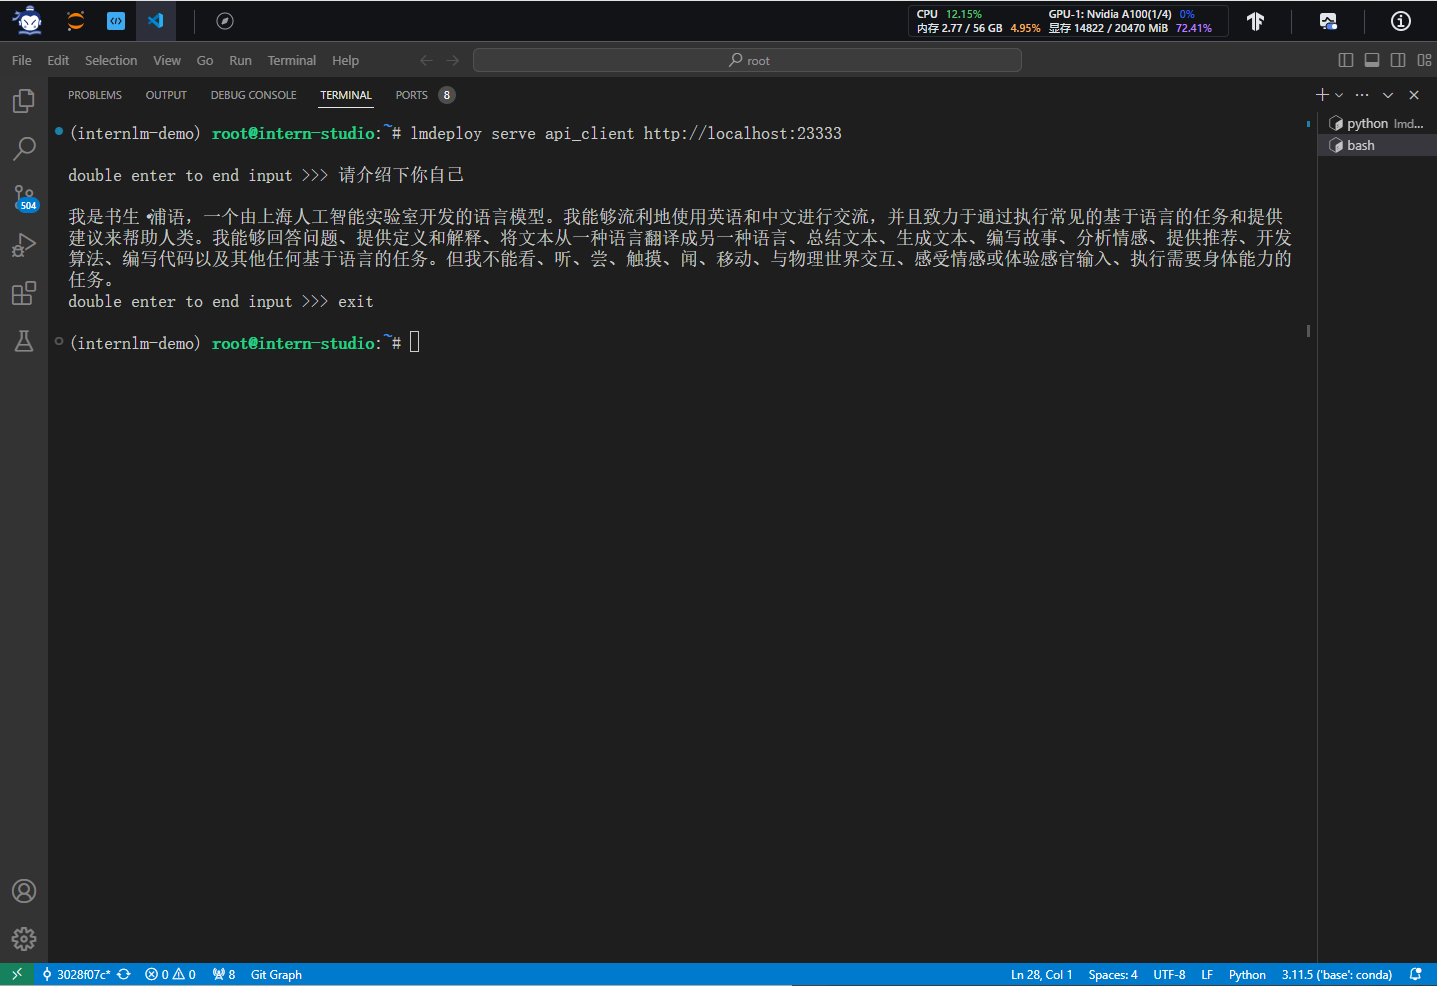 CPU 12.15% GPU-1: Nvidia A100(1/4) 0%
内存 2.77 / 56 GB 4.95% 显存 14822 / 20470 MiB 72.41%
File Edit Selection View Go Run Terminal Help root
PROBLEMS OUTPUT DEBUG CONSOLE TERMINAL PORTS 8
(internlm-demo) root@intern-studio:~# lmdeploy serve api_client http://localhost:23333
python lmd...
bash
double enter to end input >>> 请介绍下你自己
504
我是书生·浦语，一个由上海人工智能实验室开发的语言模型。我能够流利地使用英语和中文进行交流，并且致力于通过执行常见的基于语言的任务和提供
建议来帮助人类。我能够回答问题、提供定义和解释、将文本从一种语言翻译成另一种语言、总结文本、生成文本、编写故事、分析情感、提供推荐、开发
算法、编写代码以及其他任何基于语言的任务。但我不能看、听、尝、触摸、闻、移动、与物理世界交互、感受情感或体验感官输入、执行需要身体能力的
任务。
double enter to end input >>> exit
(internlm-demo) root@intern-studio:~#
3028f07c* 0 0 8 Git Graph Ln 28, Col 1 Spaces: 4 UTF-8 LF Python 3.11.5 ('base': conda)